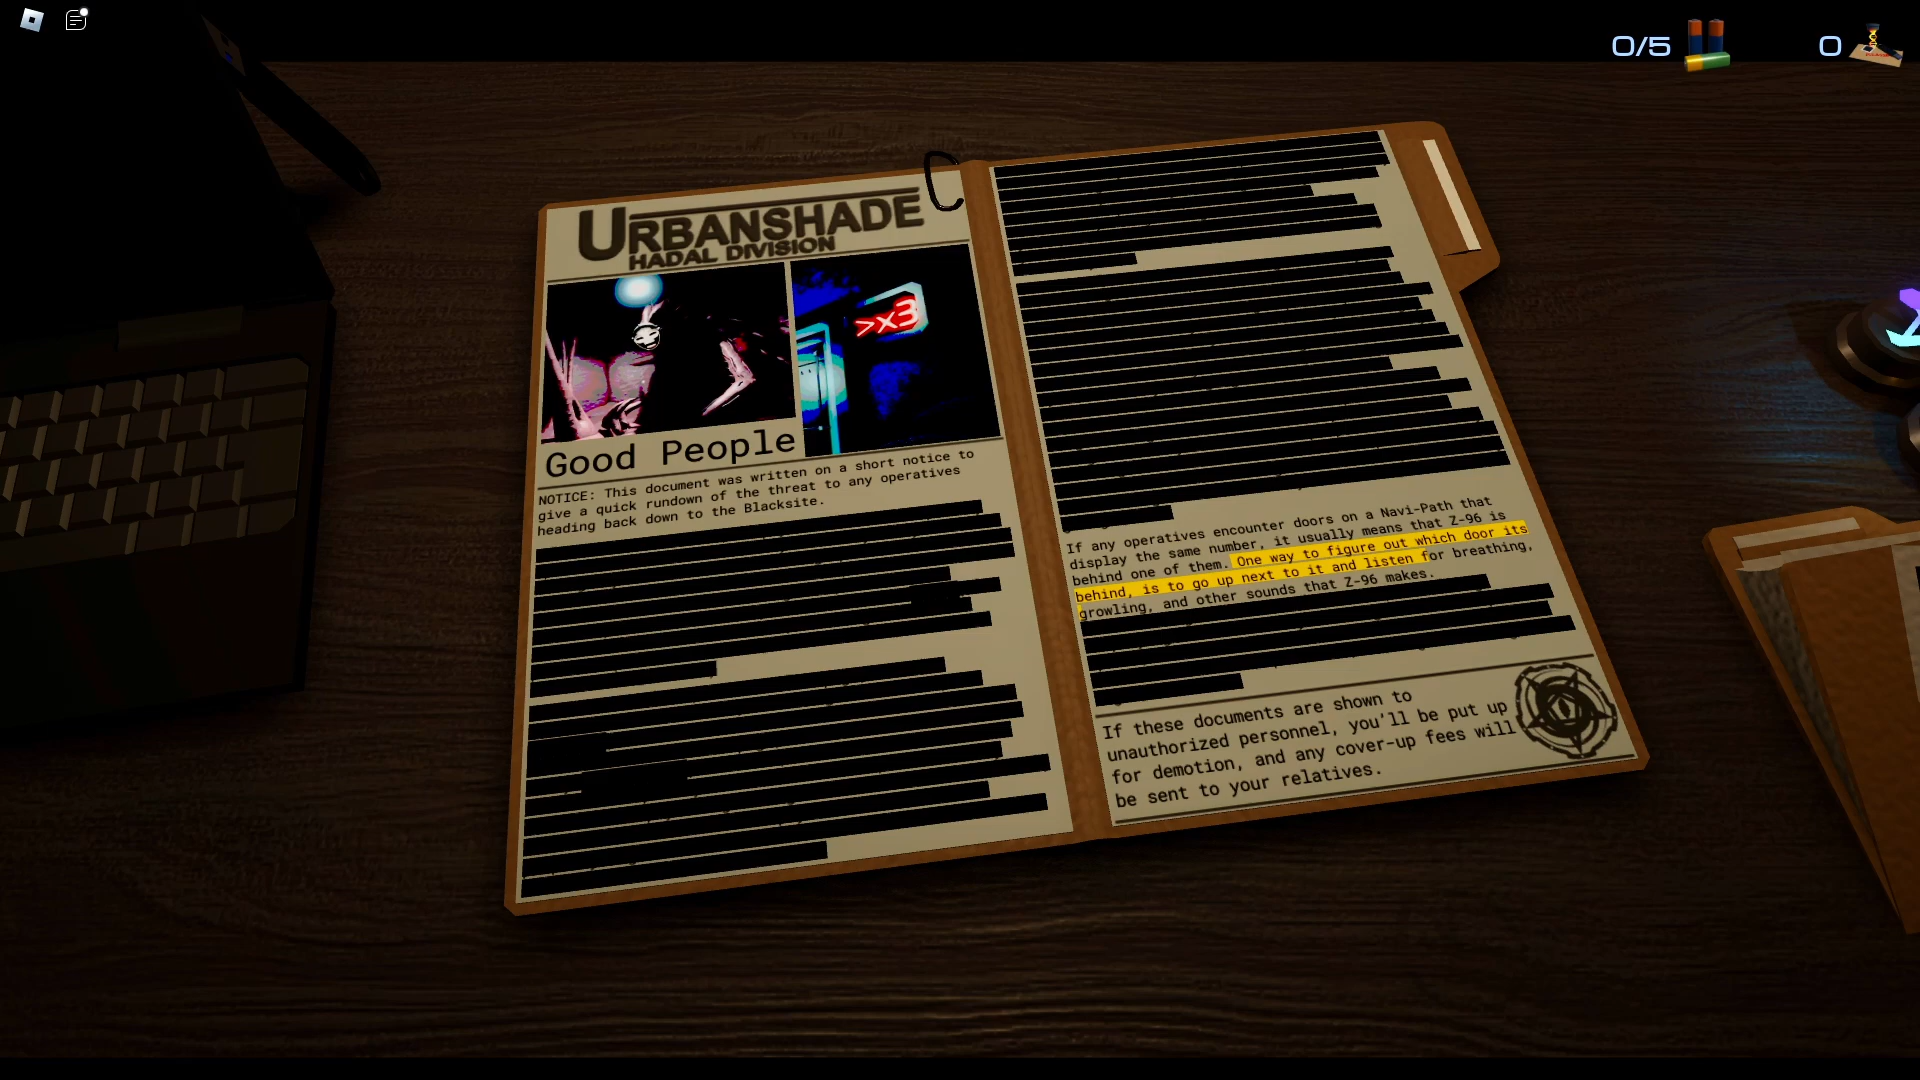 0/5
0
URBANSHADE
HADAL DIVISION
>x3
Good People
NOTICE: This document was written on a short notice to
give a quick rundown of the threat to any operatives
heading back down to the Blacksite.
If any operatives encounter doors on a Navi-Path that
display the same number, it usually means that Z-96 is
behind one of them. One way to figure out which door its
behind, is to go up next to it and listen for breathing,
growling, and other sounds that Z-96 makes.
If these documents are shown to
unauthorized personnel, you'll be put up
for demotion, and any cover-up fees will
be sent to your relatives.